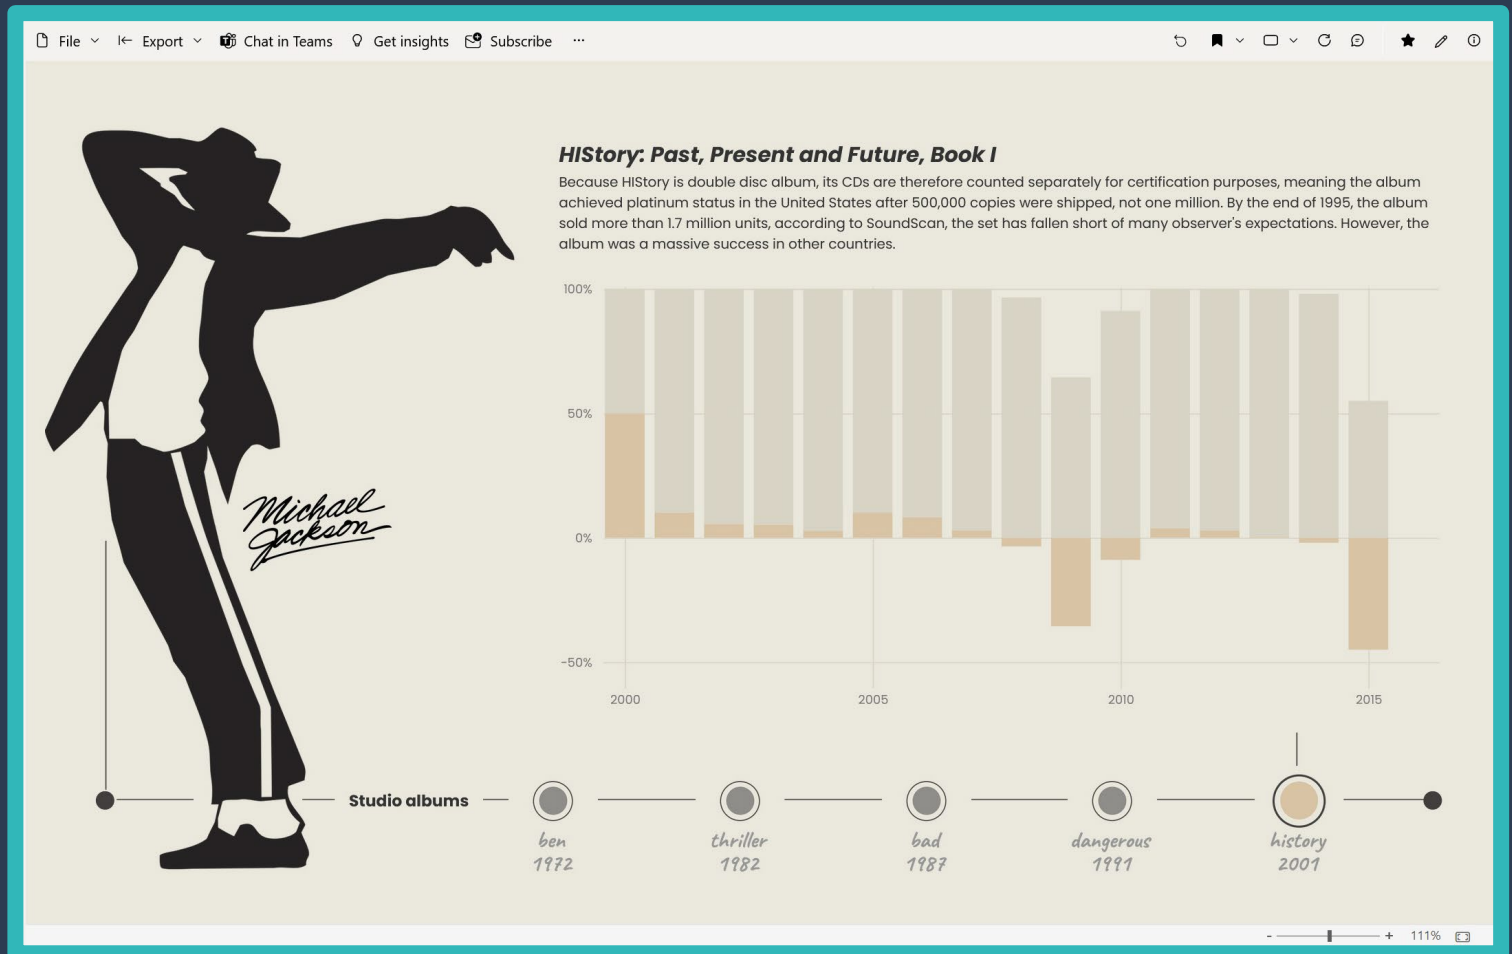 File Export Chat in Teams Get insights Subscribe ...
HIStory: Past, Present and Future, Book I
Because HIStory is double disc album, its CDs are therefore counted separately for certification purposes, meaning the album
achieved platinum status in the United States after 500,000 copies were shipped, not one million. By the end of 1995, the album
sold more than 1.7 million units, according to SoundScan, the set has fallen short of many observer's expectations. However, the
album was a massive success in other countries.
100%
50%
0%
-50%
2000 2005 2010 2015
Michael
Jackson
Studio albums
ben
1972
thriller
1982
bad
1987
dangerous
1991
history
2001
- + 111%